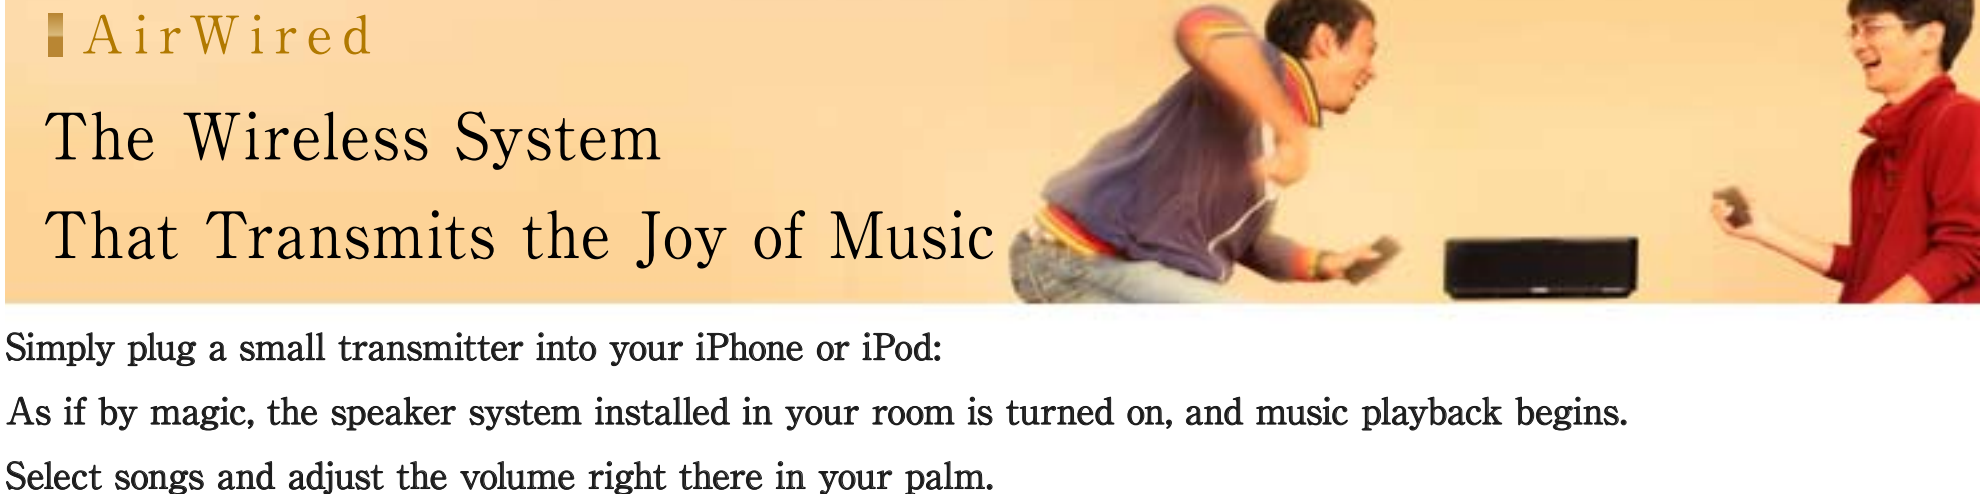 AirWired
The Wireless System
That Transmits the Joy of Music
Simply plug a small transmitter into your iPhone or iPod:
As if by magic, the speaker system installed in your room is turned on, and music playback begins.
Select songs and adjust the volume right there in your palm.